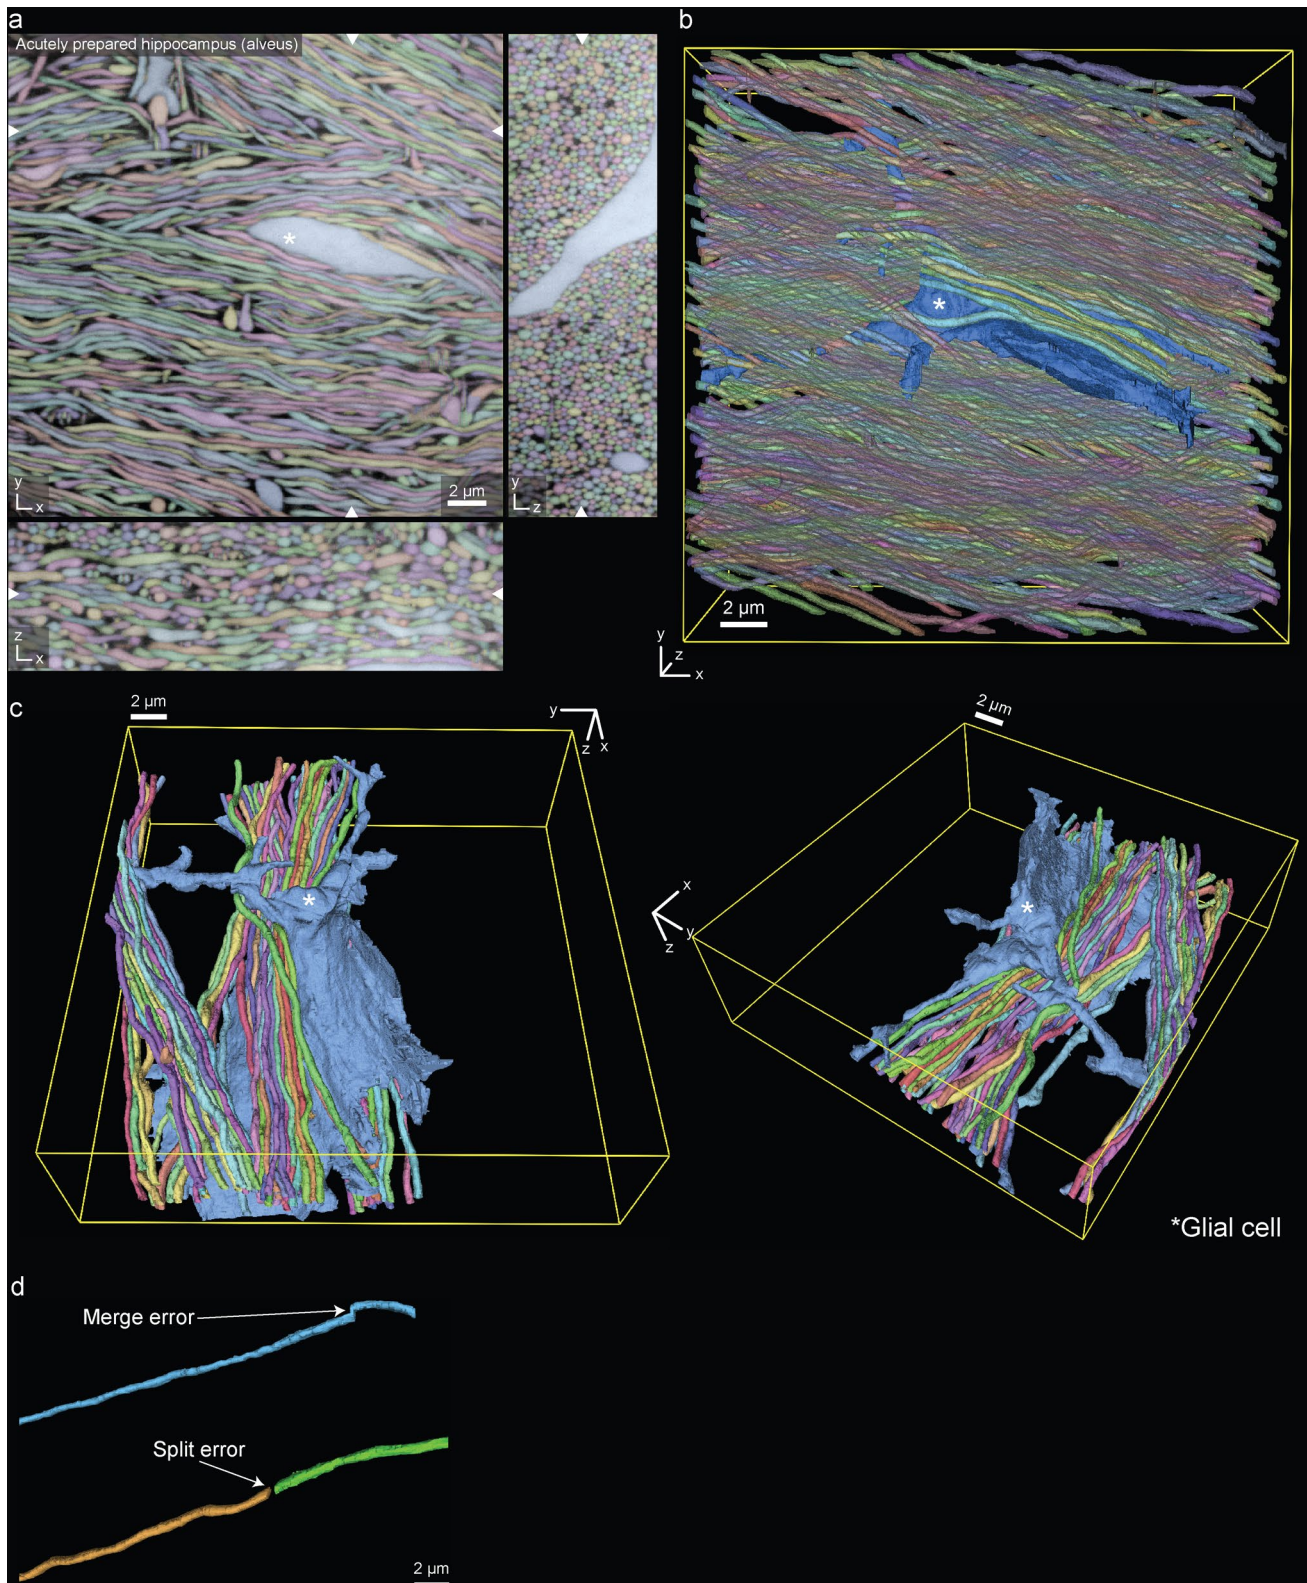 a
b
Acutely prepared hippocampus (alveus)
*
*
y
x
2 µm
y
z
z
x
2 µm
y
z
x
c
2 µm
y
z
x
2 µm
*
*
x
y
z
*Glial cell
d
Merge error
Split error
2 µm